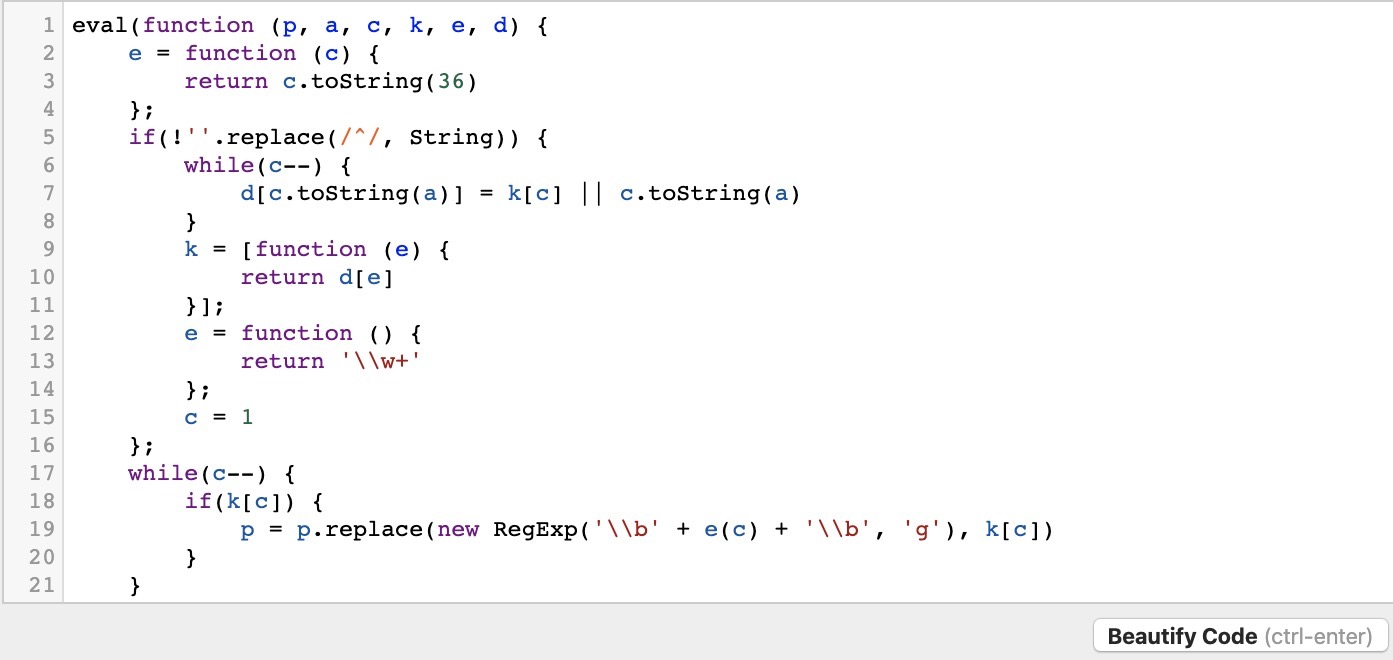 1 eval(function (p, a, c, k, e, d) {
2     e = function (c) {
3         return c.toString(36)
4     };
5     if(!''.replace(/^/, String)) {
6         while(c--) {
7             d[c.toString(a)] = k[c] || c.toString(a)
8         }
9         k = [function (e) {
10             return d[e]
11         }];
12         e = function () {
13             return '\\w+'
14         };
15         c = 1
16     };
17     while(c--) {
18         if(k[c]) {
19             p = p.replace(new RegExp('\\b' + e(c) + '\\b', 'g'), k[c])
20         }
21     }
Beautify Code (ctrl-enter)